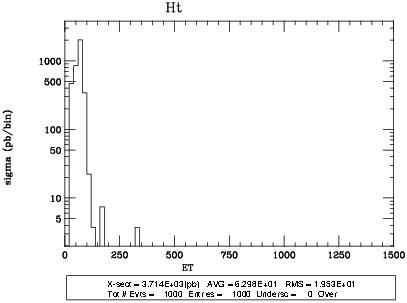 Ht
sigma (pb/bin)
1000
500
100
50
10
5
0 250 500 750 1000 1250 1500
ET
X-sect = 3.714E+03(pb) AVG = 6.298E+01 RMS = 1.953E+01
Tot # Evts = 1000 Entries = 1000 Undersc = 0 Over